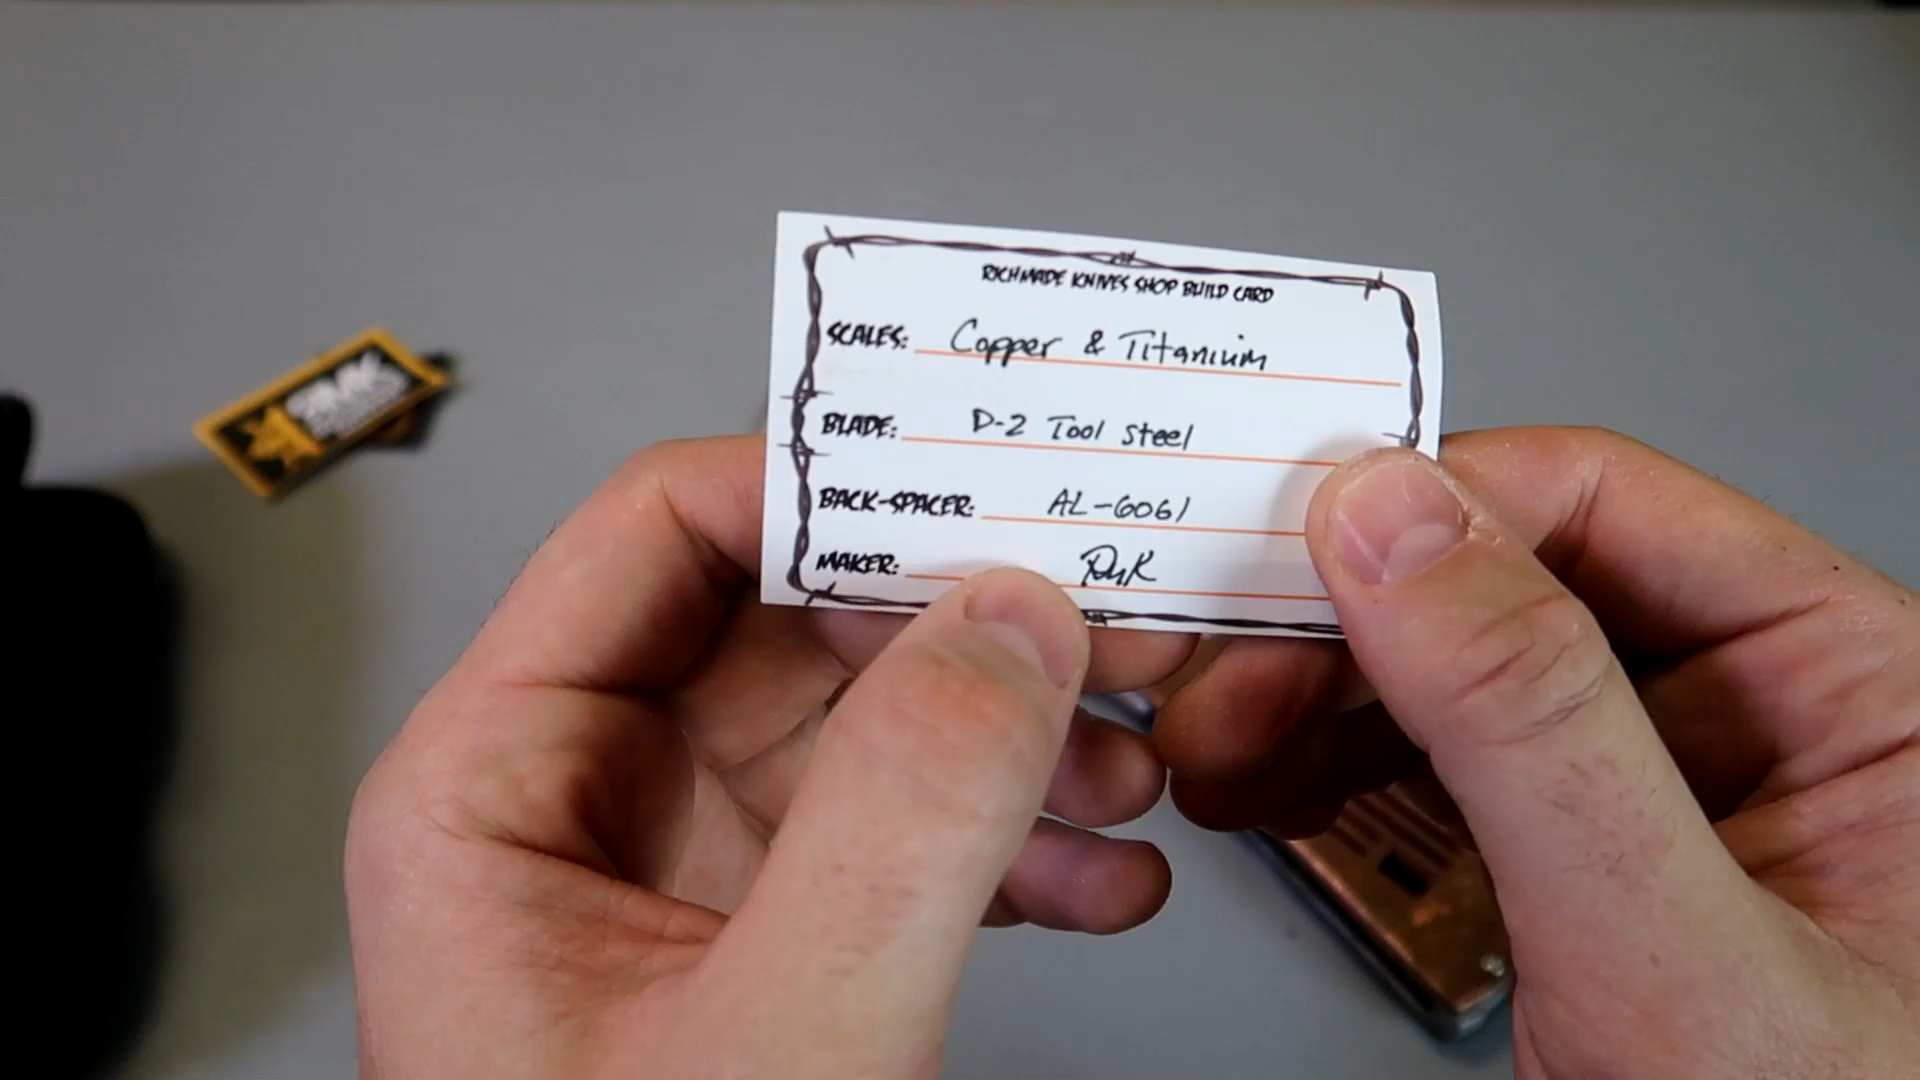 RICHMADE KNIVES SHOP BUILD CARD
SCALES: Copper & Titanium
BLADE: D-2 Tool Steel
BACK-SPACER: AL-6061
MAKER: